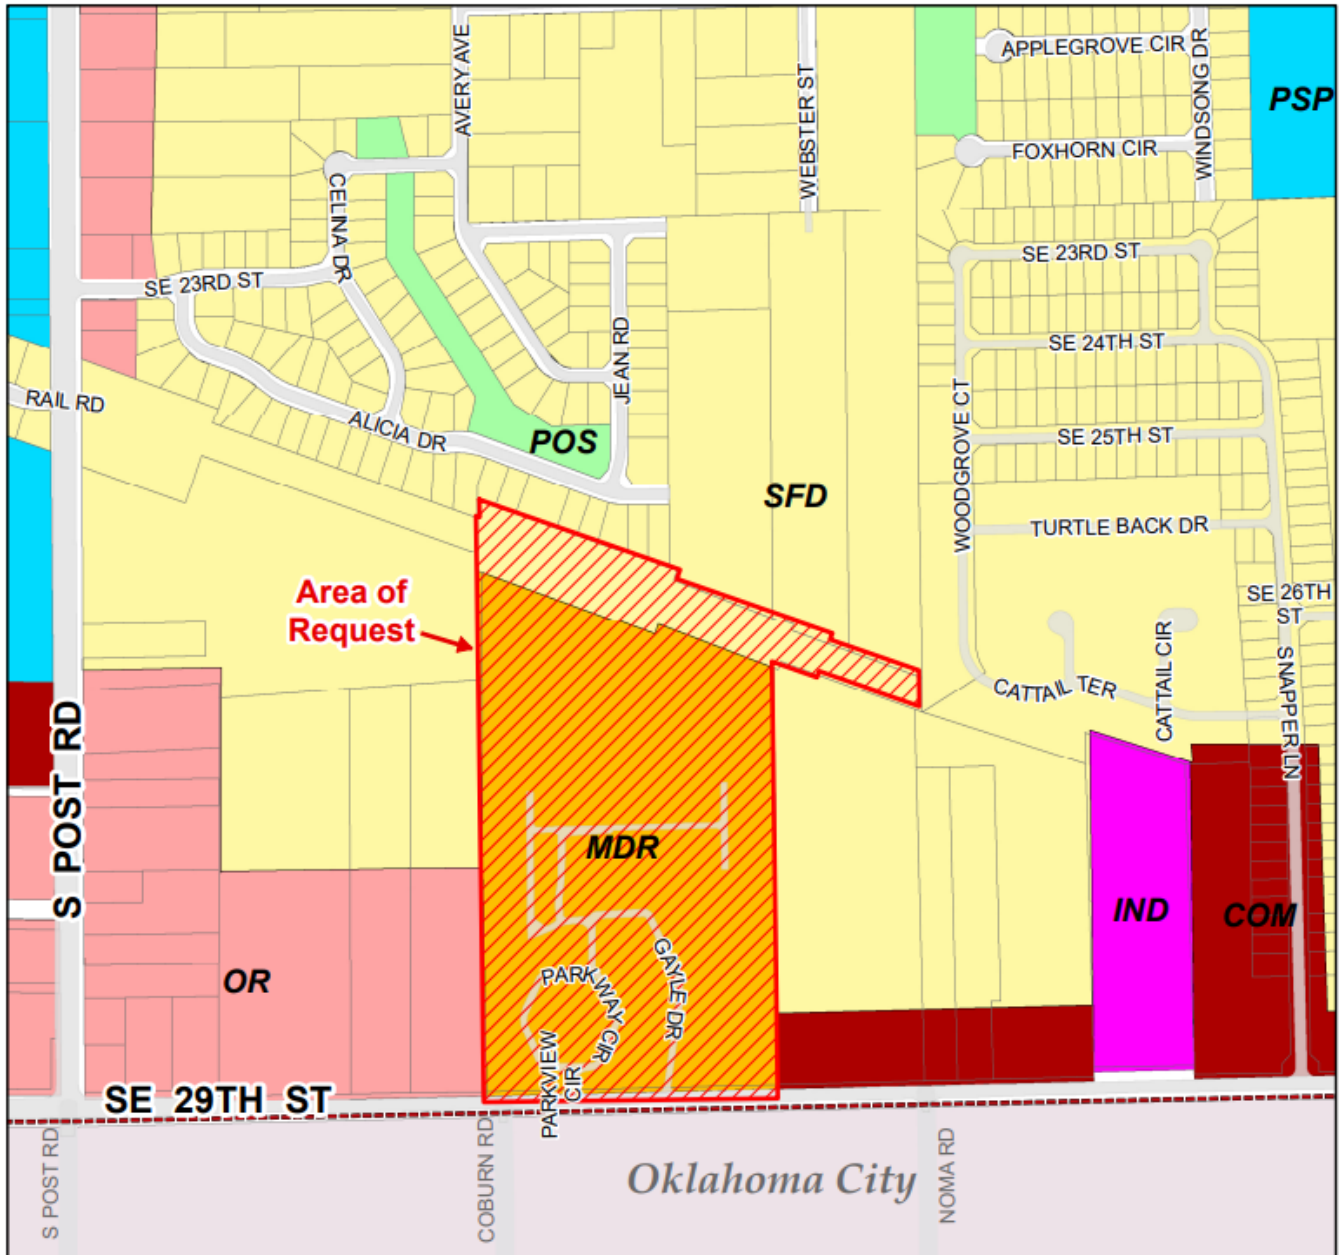 APPLEGROVE CIR
WINDSONG DR
PSP
AVERY AVE
WEBSTER ST
FOXHORN CIR
CELINA DR
SE 23RD ST
SE 23RD ST
JEAN RD
SE 24TH ST
RAIL RD
ALICIA DR
WOODGROVE CT
POS
SE 25TH ST
SFD
TURTLE BACK DR
Area of
Request
SE 26TH
ST
CATTAIL TER
CATTAIL CIR
SNAPPER LN
S POST RD
MDR
IND
COM
OR
PARKWAY CIR
GAYLE DR
PARKVIEW
CIR
SE 29TH ST
S POST RD
COBURN RD
Oklahoma City
NOMA RD